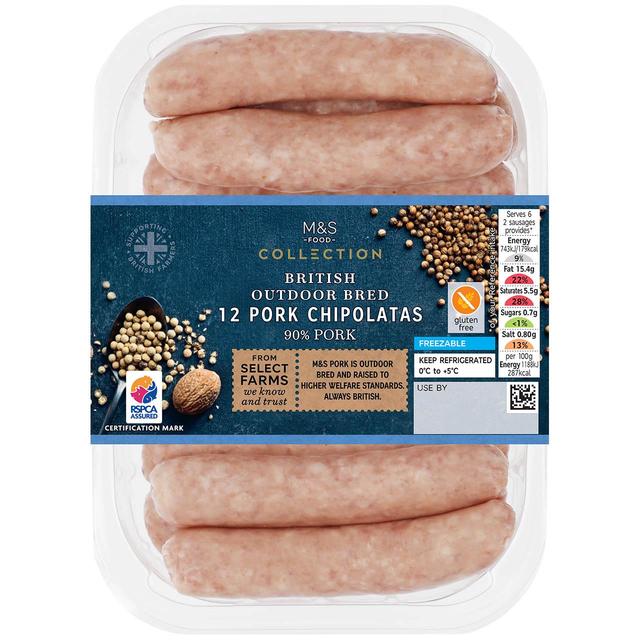 SUPPORTING
BRITISH FARMERS
M&S
-FOOD-
COLLECTION
BRITISH
OUTDOOR BRED
12 PORK CHIPOLATAS
90% PORK
FROM
SELECT
FARMS
we know
and trust
M&S PORK IS OUTDOOR
BRED AND RAISED TO
HIGHER WELFARE STANDARDS.
ALWAYS BRITISH.
RSPCA
ASSURED
CERTIFICATION MARK
gluten
free
FREEZABLE
KEEP REFRIGERATED
0°C to +5°C
USE BY
of your Reference intake
Serves 6
2 sausages
provides*
Energy
743kJ/179kcal
9%
Fat 15.4g
22%
Saturates 5.5g
28%
Sugars 0.7g
<1%
Salt 0.80g
13%
per 100g
Energy 1188kJ
287kcal